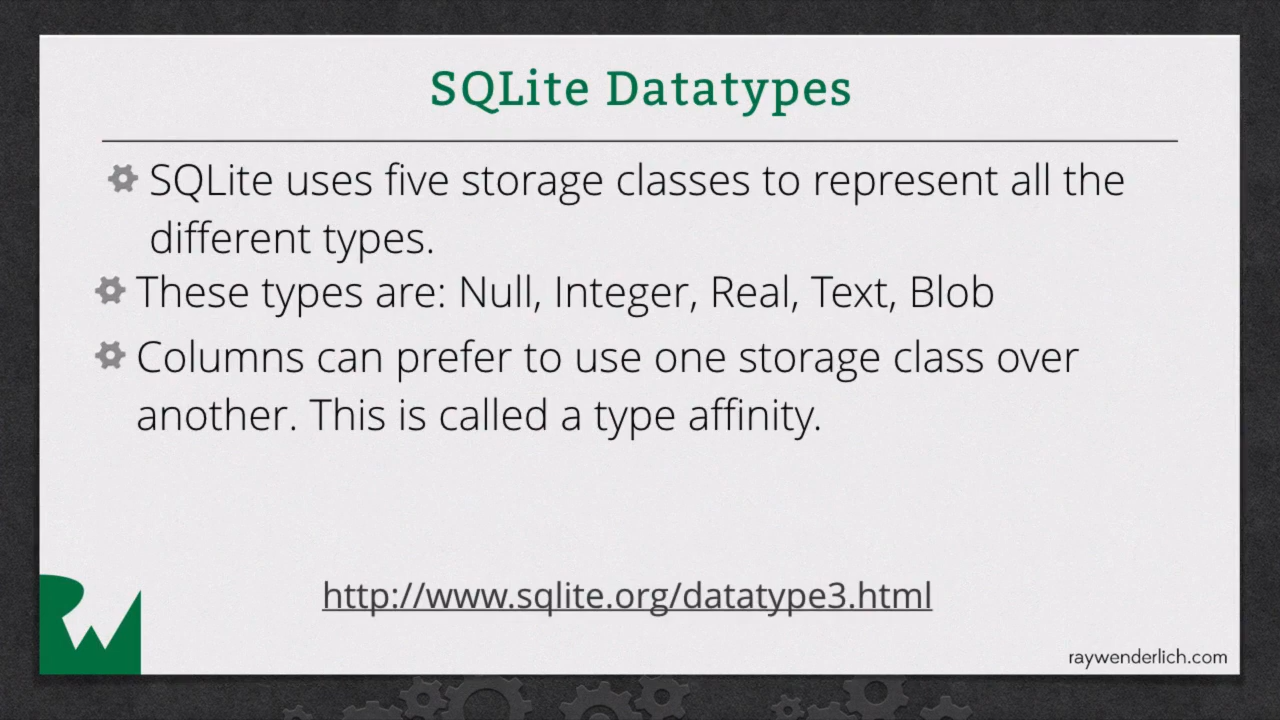 SQLite Datatypes
SQLite uses five storage classes to represent all the
different types.
These types are: Null, Integer, Real, Text, Blob
Columns can prefer to use one storage class over
another. This is called a type affinity.
http://www.sqlite.org/datatype3.html
raywenderlich.com